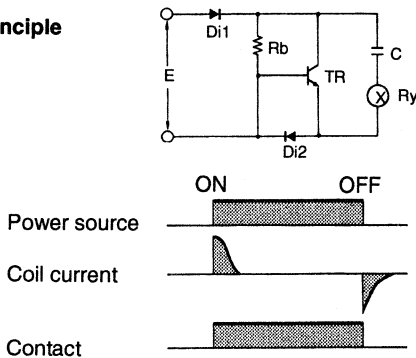 nciple
Di1
Rb
C
E
TR
Ry
X
Di2
ON OFF
Power source
Coil current
Contact